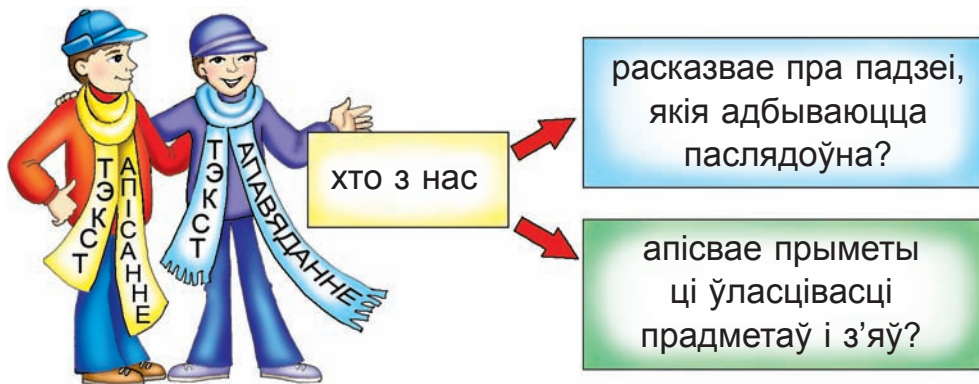 ТЭКСТ
АПІСАННЕ
ТЭКСТ
АПАВЯДАННЕ
хто з нас
расказвае пра падзеі,
якія адбываюцца
паслядоўна?
апісвае прыметы
ці ўласцівасці
прадметаў і з’яў?